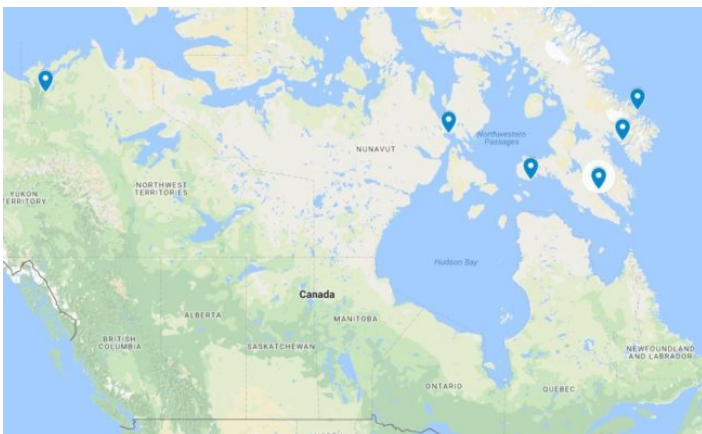 Northwestern
Passages
NUNAVUT
NORTHWEST
TERRITORIES
YUKON
TERRITORY
Hudson Bay
Canada
ALBERTA
MANITOBA
BRITISH
COLUMBIA
SASKATCHEWAN
NEWFOUNDLAND
AND LABRADOR
ONTARIO
QUEBEC